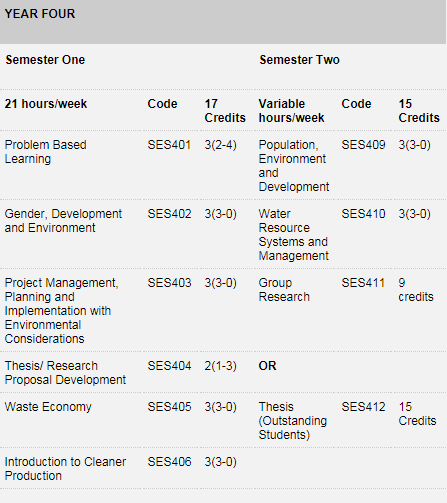 YEAR FOUR
Semester One Semester Two
21 hours/week Code 17 Credits Variable hours/week Code 15 Credits
Problem Based Learning SES401 3(2-4) Population, Environment and Development SES409 3(3-0)
Gender, Development and Environment SES402 3(3-0) Water Resource Systems and Management SES410 3(3-0)
Project Management, Planning and Implementation with Environmental Considerations SES403 3(3-0) Group Research SES411 9 credits
Thesis/ Research Proposal Development SES404 2(1-3) OR
Waste Economy SES405 3(3-0) Thesis (Outstanding Students) SES412 15 Credits
Introduction to Cleaner Production SES406 3(3-0)